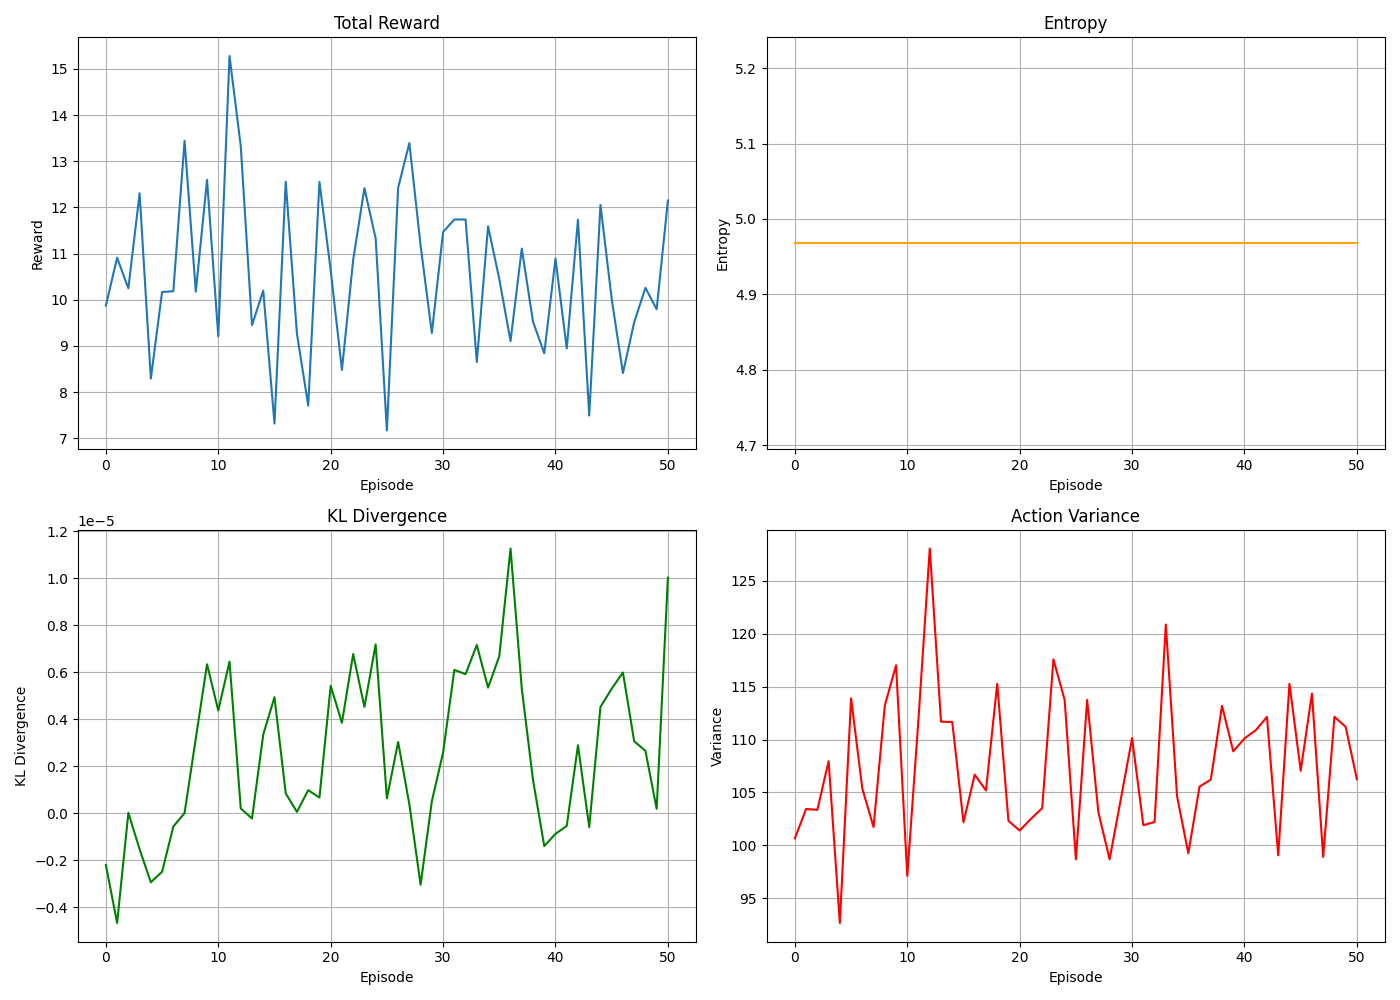 Total Reward
Reward
15
14
13
12
11
10
9
8
7
0 10 20 30 40 50
Episode
Entropy
Entropy
5.2
5.1
5.0
4.9
4.8
4.7
0 10 20 30 40 50
Episode
KL Divergence
1e−5
KL Divergence
1.2
1.0
0.8
0.6
0.4
0.2
0.0
−0.2
−0.4
0 10 20 30 40 50
Episode
Action Variance
Variance
125
120
115
110
105
100
95
0 10 20 30 40 50
Episode